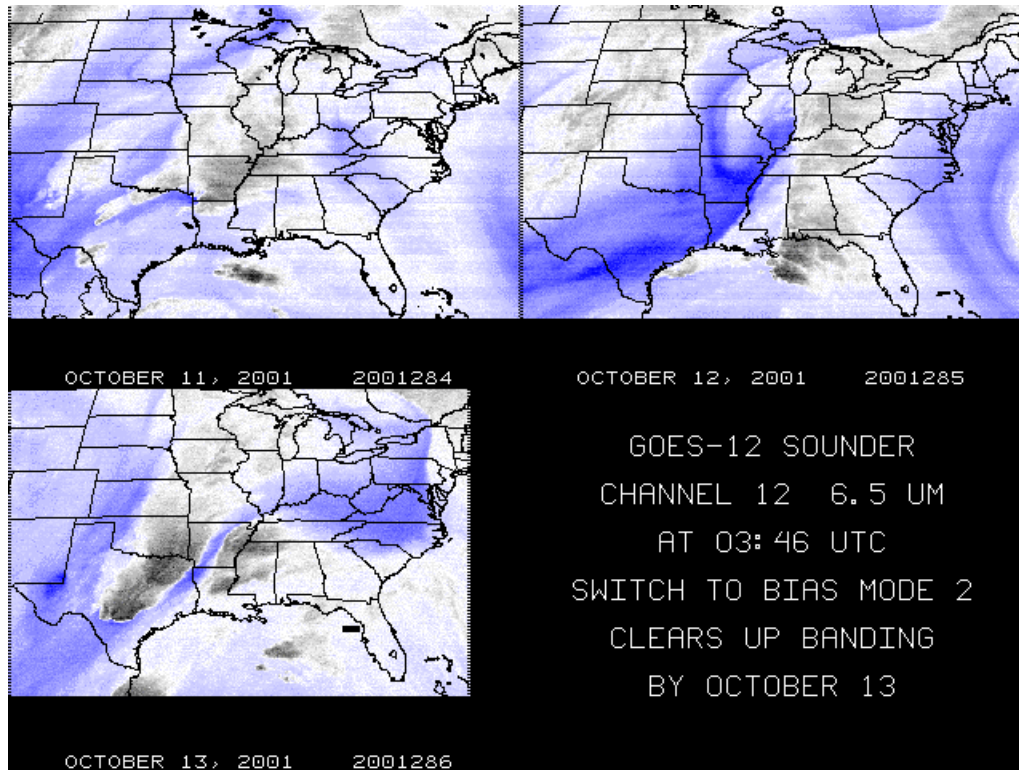 OCTOBER 11, 2001 2001284
OCTOBER 12, 2001 2001285
GOES-12 SOUNDER
CHANNEL 12 6.5 UM
AT 03:46 UTC
SWITCH TO BIAS MODE 2
CLEARS UP BANDING
BY OCTOBER 13
OCTOBER 13, 2001 2001286